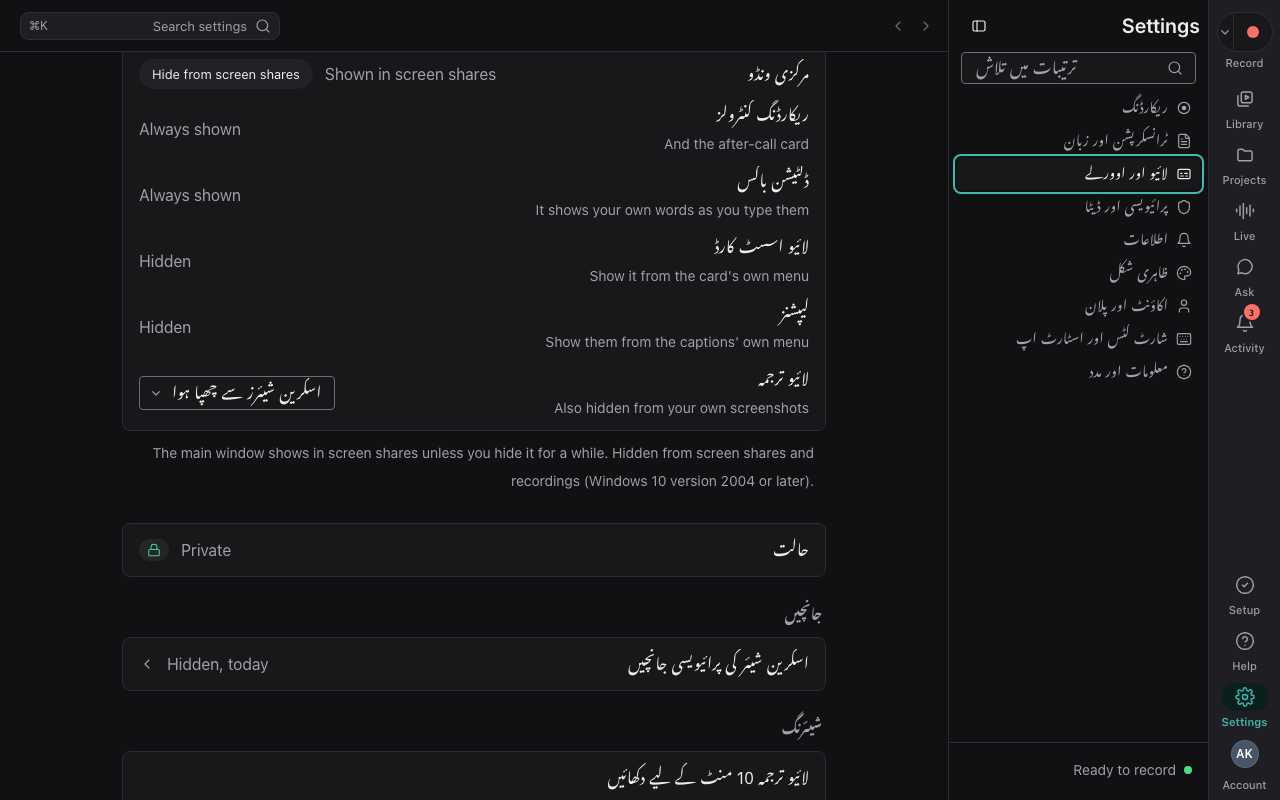 ⌘K
Search settings
Settings
Record
Library
Projects
Live
Ask
3
Activity
Setup
Help
Settings
AK
Account
ترتیبات میں تلاش
ریکارڈنگ
ٹرانسکرپشن اور زبان
لائیو اور اوورلے
پرائیویسی اور ڈیٹا
اطلاعات
ظاہری شکل
اکاؤنٹ اور پلان
شارٹ کٹس اور اسٹارٹ اپ
معلومات اور مدد
Ready to record
مرکزی ونڈو
Shown in screen shares
Hide from screen shares
ریکارڈنگ کنٹرولز
And the after-call card
Always shown
ڈکٹیشن باکس
It shows your own words as you type them
Always shown
لائیو اسسٹ کارڈ
Show it from the card's own menu
Hidden
کیپشنز
Show them from the captions' own menu
Hidden
لائیو ترجمہ
Also hidden from your own screenshots
اسکرین شیئرز سے چھپا ہوا
The main window shows in screen shares unless you hide it for a while. Hidden from screen shares and
recordings (Windows 10 version 2004 or later).
حالت
Private
جانچیں
اسکرین شیئر کی پرائیویسی جانچیں
Hidden, today
شیئرنگ
لائیو ترجمہ 10 منٹ کے لیے دکھائیں